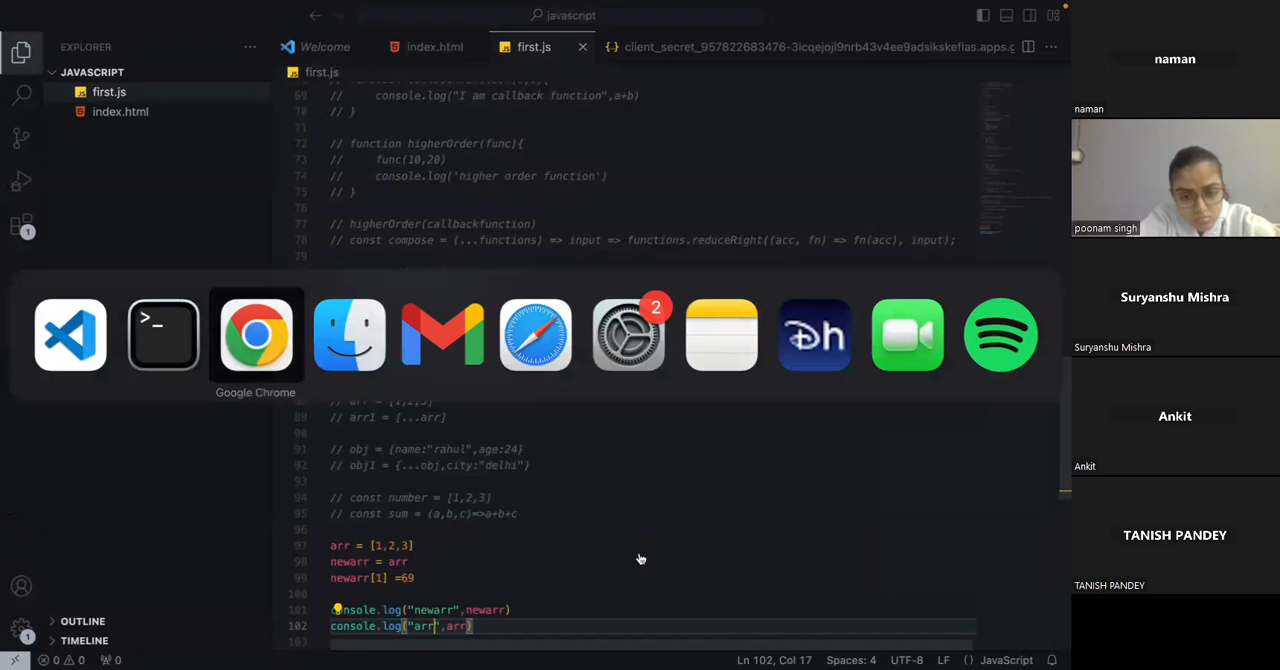 javascript
EXPLORER
JAVASCRIPT
first.js
index.html
Welcome
index.html
first.js
client_secret_957822683476-3icqejojl9nrb43v4ee9adsikskeflas.apps.g
first.js
69 // console.log("I am callback function",a+b)
70 // }
71
72 // function higherOrder(func){
73 // func(10,20)
74 // console.log('higher order function')
75 // }
76
77 // higherOrder(callbackfunction)
78 // const compose = (...functions) => input => functions.reduceRight((acc, fn) => fn(acc), input);
79
Google Chrome
2
89 // arr1 = [...arr]
90
91 // obj = {name:"rahul",age:24}
92 // obj1 = {...obj,city:"delhi"}
93
94 // const number = [1,2,3]
95 // const sum = (a,b,c)=>a+b+c
96
97 arr = [1,2,3]
98 newarr = arr
99 newarr[1] =69
100
101 console.log("newarr",newarr)
102 console.log("arr",arr)
103
1
1
OUTLINE
TIMELINE
0 0 0
Ln 102, Col 17 Spaces: 4 UTF-8 LF {} JavaScript
naman
naman
poonam singh
Suryanshu Mishra
Suryanshu Mishra
Ankit
Ankit
TANISH PANDEY
TANISH PANDEY